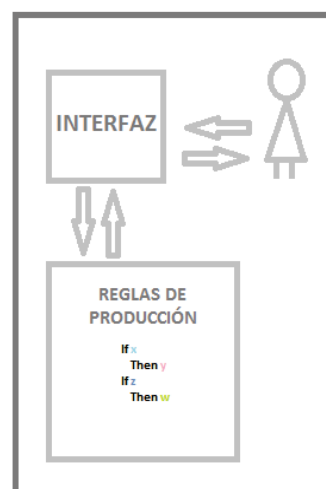 INTERFAZ
REGLAS DE
PRODUCCIÓN
If x
Then y
If z
Then w